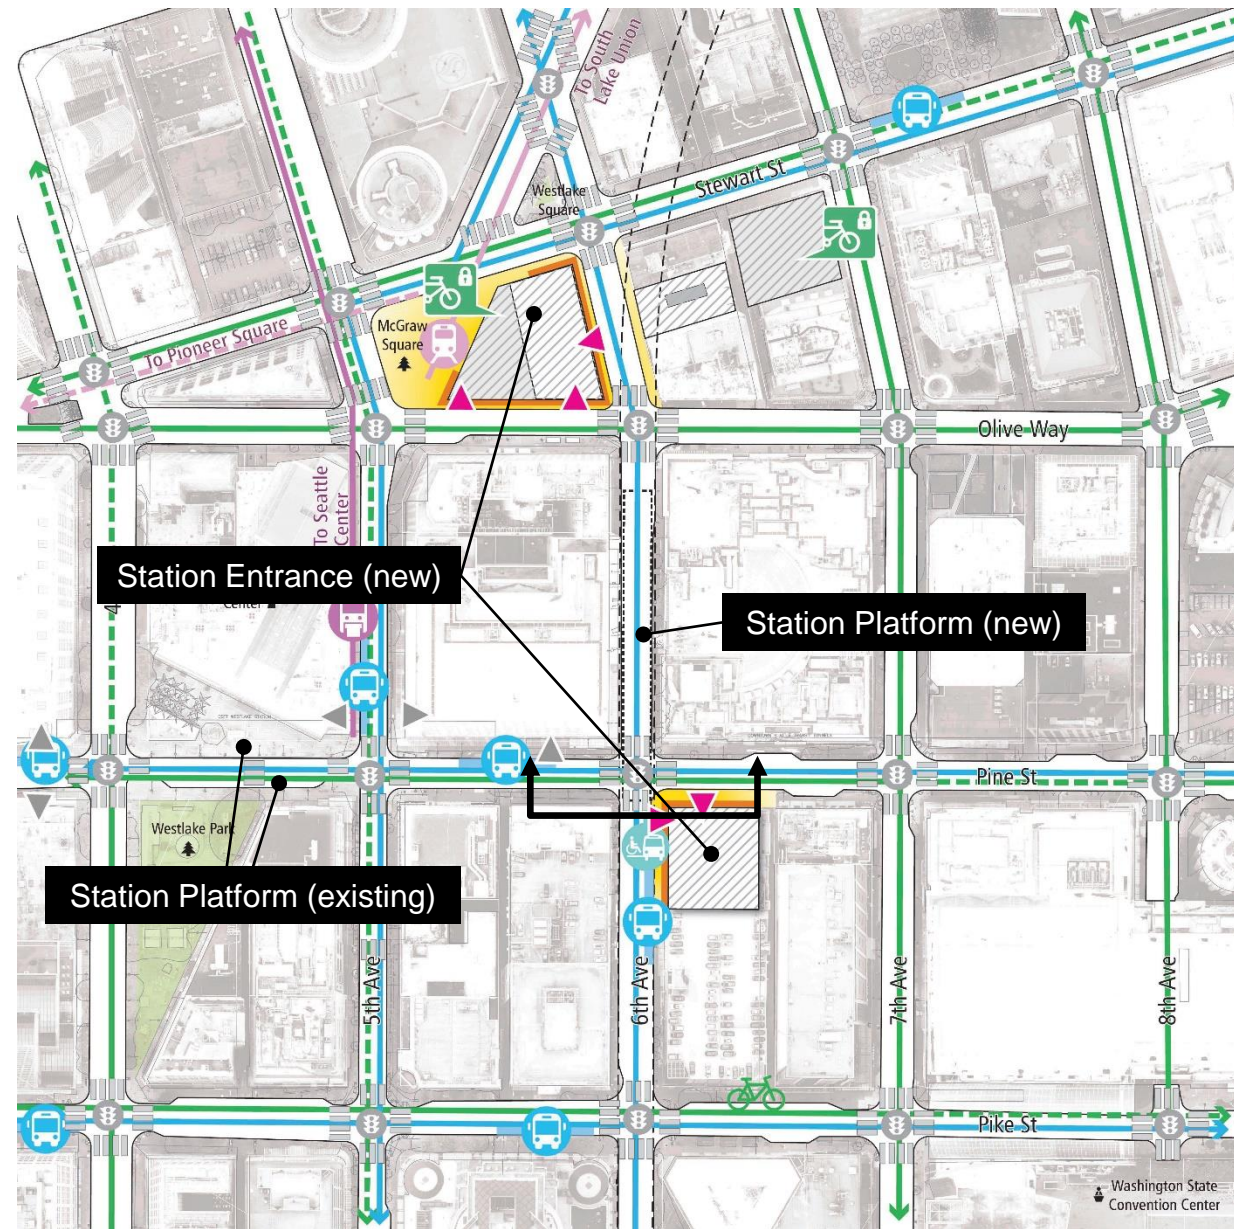 To South
Lake Union
Westlake
Square
Stewart St
McGraw
Square
To Pioneer Square
Olive Way
To Seattle
Center
Station Entrance (new)
Center
4
Station Platform (new)
Pine St
Westlake Park
Station Platform (existing)
5th Ave
6th Ave
7th Ave
8th Ave
Pike St
Washington State
Convention Center